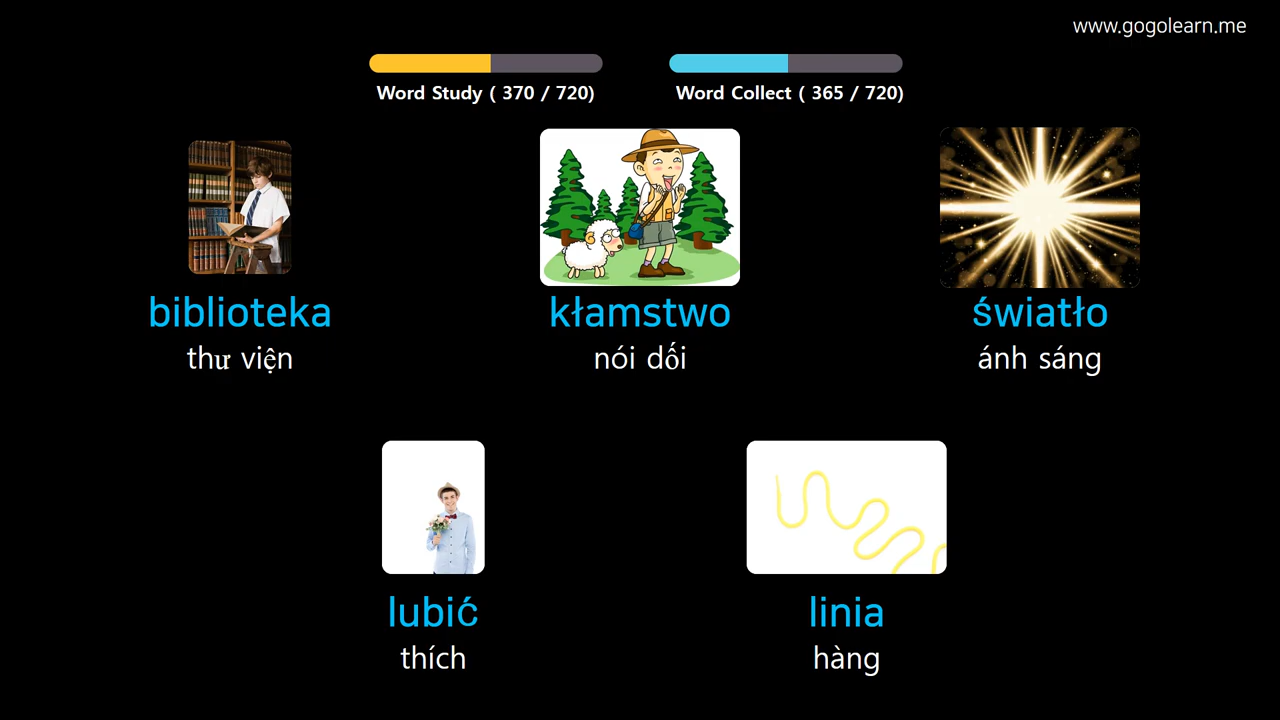 www.gogolearn.me
Word Study ( 370 / 720)
Word Collect ( 365 / 720)
biblioteka
thư viện
kłamstwo
nói dối
światło
ánh sáng
lubić
thích
linia
hàng